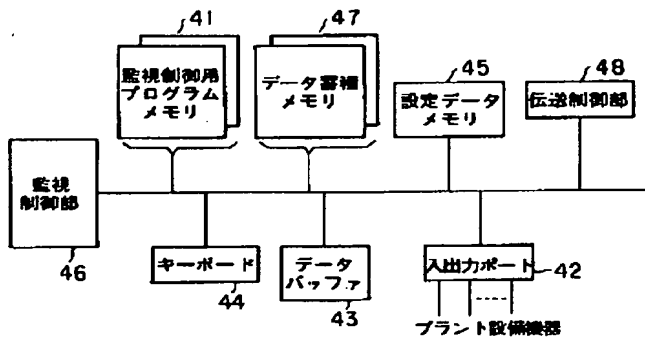 41
47
45
48
監視制御用
プログラム
メモリ
データ蓄積
メモリ
設定データ
メモリ
伝送制御部
監視
制御部
46
キーボード
44
データ
バッファ
43
入出力ポート
42
プラント設備機器